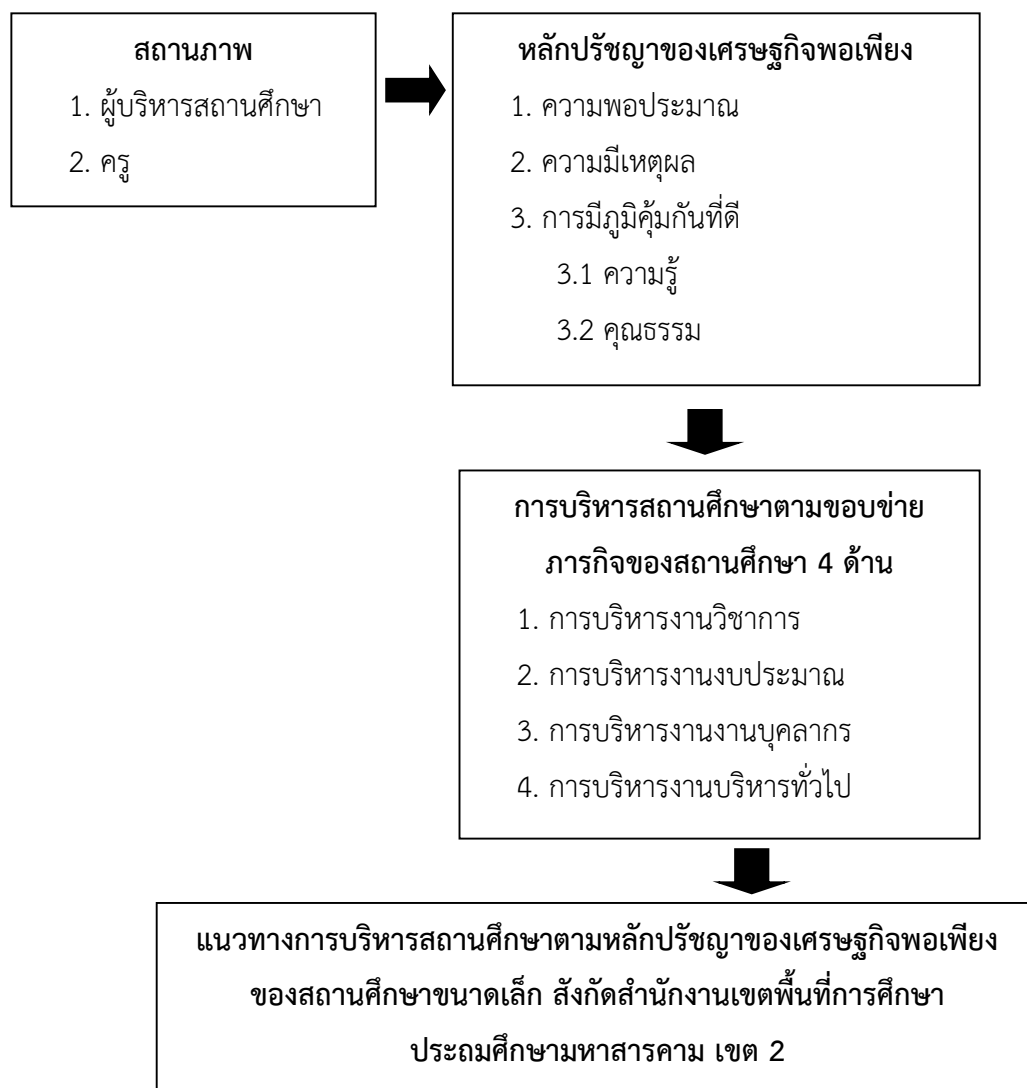 สถานภาพ
1. ผู้บริหารสถานศึกษา
2. ครู
หลักปรัชญาของเศรษฐกิจพอเพียง
1. ความพอประมาณ
2. ความมีเหตุผล
3. การมีภูมิคุ้มกันที่ดี
3.1 ความรู้
3.2 คุณธรรม
การบริหารสถานศึกษาตามขอบข่าย
ภารกิจของสถานศึกษา 4 ด้าน
1. การบริหารงานวิชาการ
2. การบริหารงานงบประมาณ
3. การบริหารงานงานบุคลากร
4. การบริหารงานบริหารทั่วไป
แนวทางการบริหารสถานศึกษาตามหลักปรัชญาของเศรษฐกิจพอเพียง
ของสถานศึกษาขนาดเล็ก สังกัดสำนักงานเขตพื้นที่การศึกษา
ประถมศึกษามหาสารคาม เขต 2